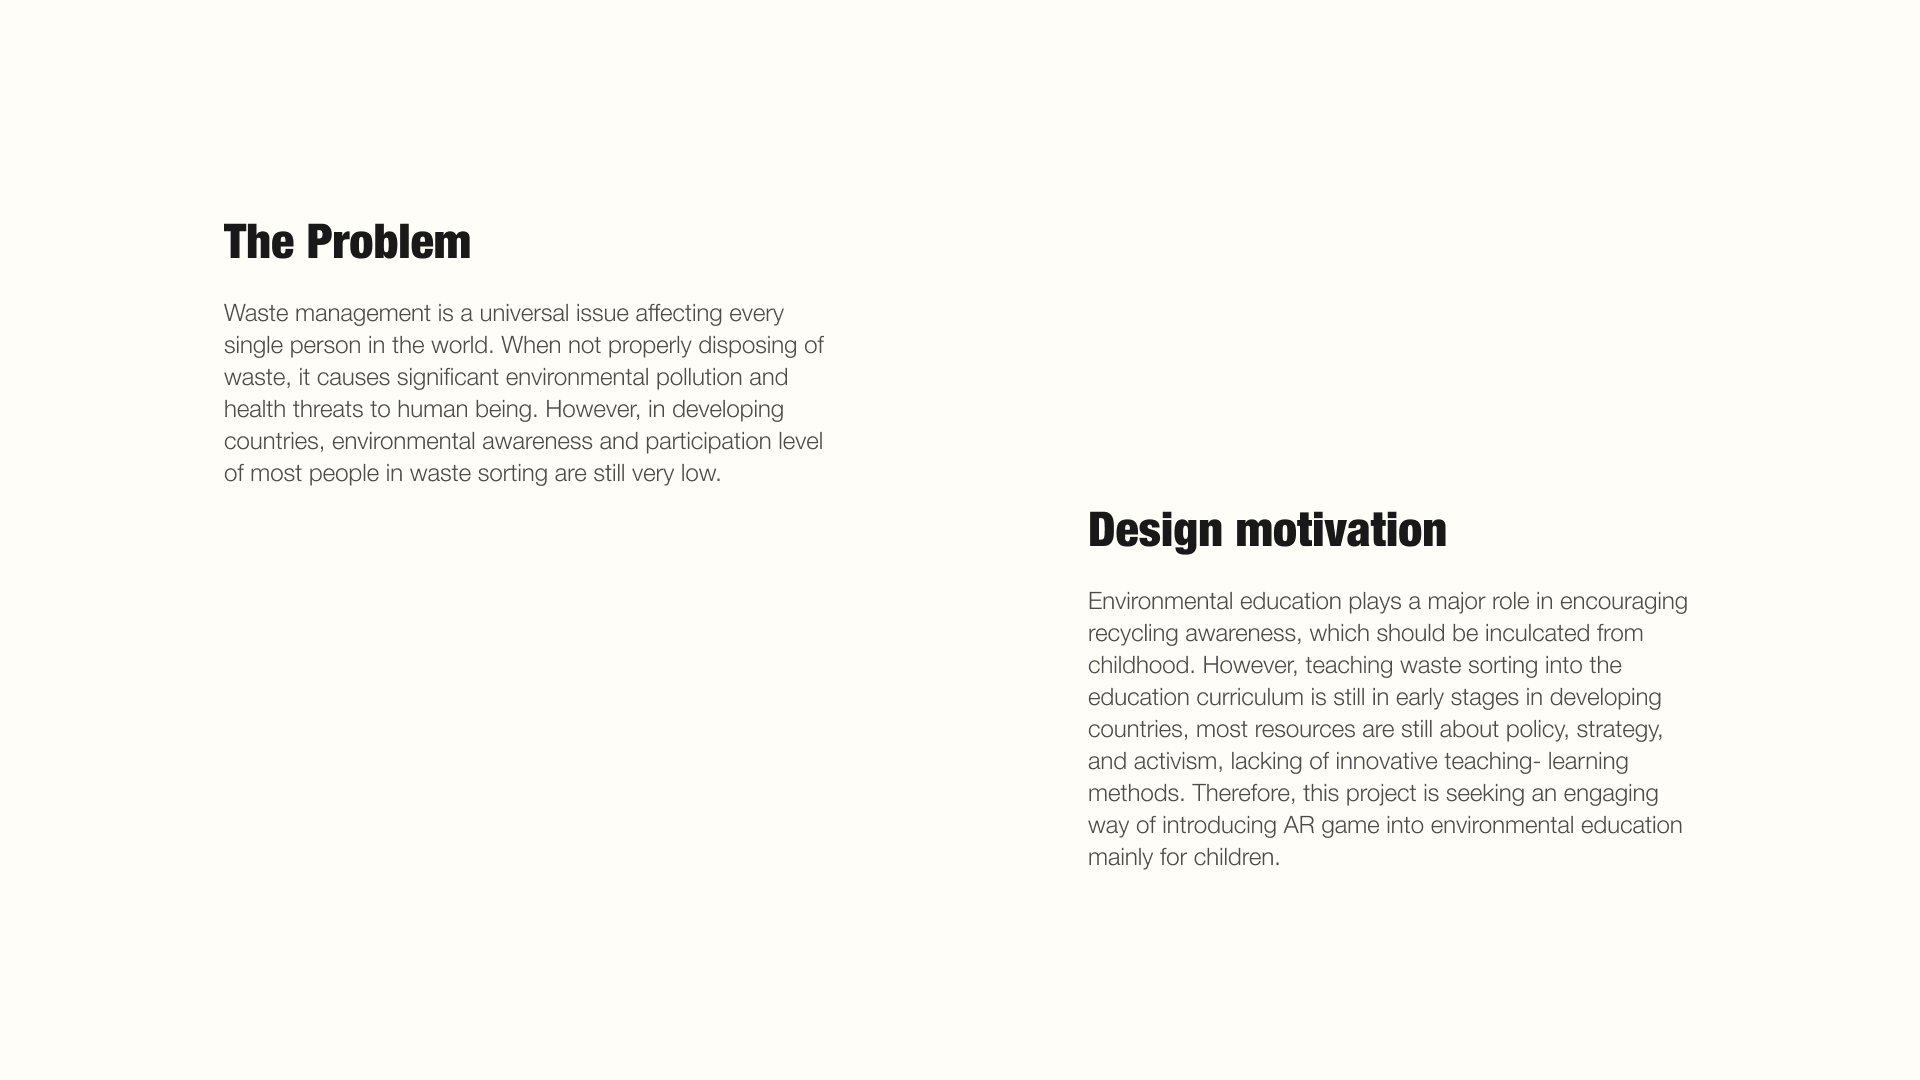 The Problem
Waste management is a universal issue affecting every
single person in the world. When not properly disposing of
waste, it causes significant environmental pollution and
health threats to human being. However, in developing
countries, environmental awareness and participation level
of most people in waste sorting are still very low.
Design motivation
Environmental education plays a major role in encouraging
recycling awareness, which should be inculcated from
childhood. However, teaching waste sorting into the
education curriculum is still in early stages in developing
countries, most resources are still about policy, strategy,
and activism, lacking of innovative teaching- learning
methods. Therefore, this project is seeking an engaging
way of introducing AR game into environmental education
mainly for children.